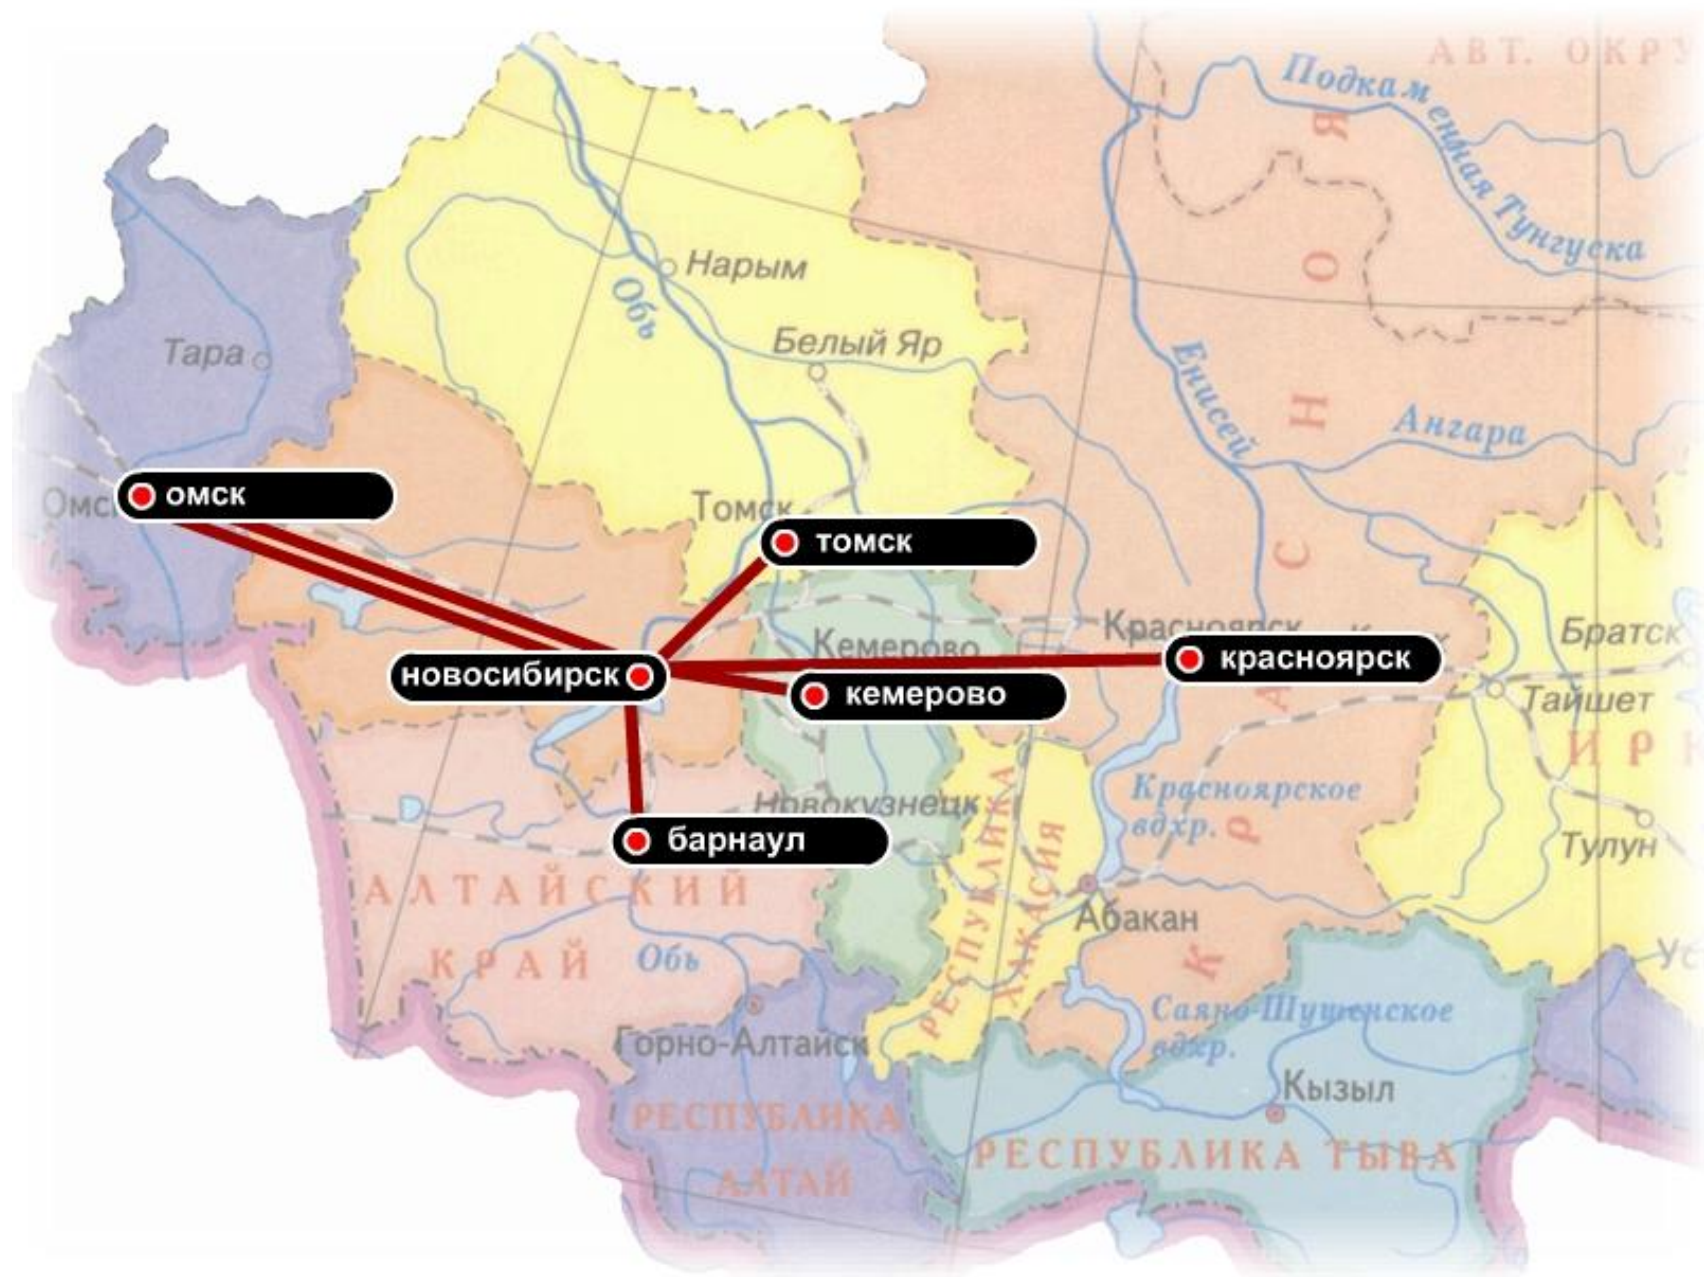 АВТ. ОКРУ
Подкаменная Тунгуска
Я
О
Н
С
Я
Р
К
Нарым
Обь
Белый Яр
Тара
Енисей
Ангара
Омск
омск
Томск
томск
Братск
Красноярск
красноярск
Кемерово
кемерово
новосибирск
Тайшет
ИРК
Красноярское
вдхр.
Новокузнецк
барнаул
Тулун
АЛТАЙСКИЙ
КРАЙ
Обь
РЕСПУБЛИКА
ХАКАСИЯ
Абакан
Ус
Саяно-Шушенское
вдхр.
Горно-Алтайск
Кызыл
РЕСПУБЛИКА
АЛТАЙ
РЕСПУБЛИКА ТЫВА